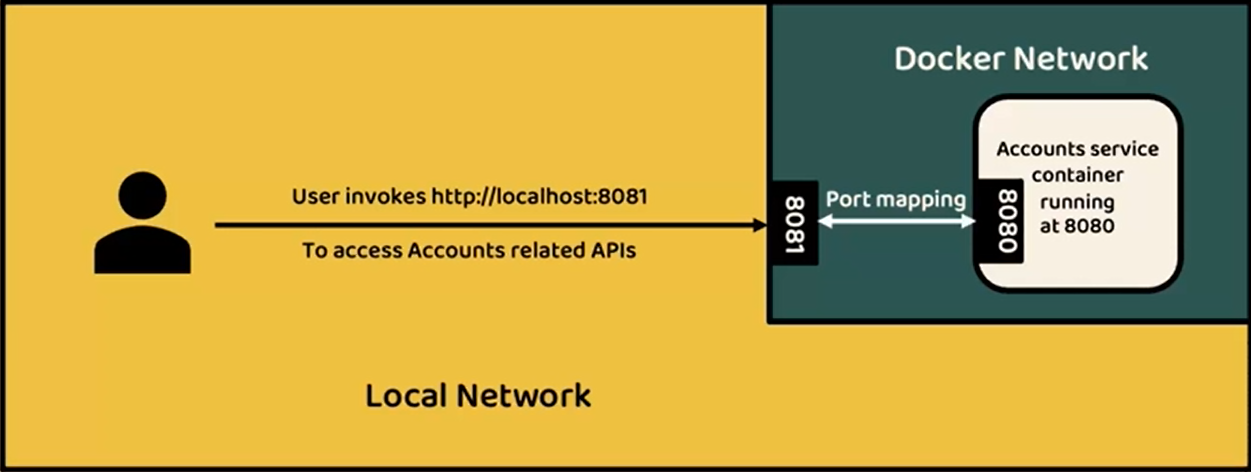 Docker Network
Accounts service
container
running
at 8080
User invokes http://localhost:8081
To access Accounts related APIs
8081
Port mapping
8080
Local Network